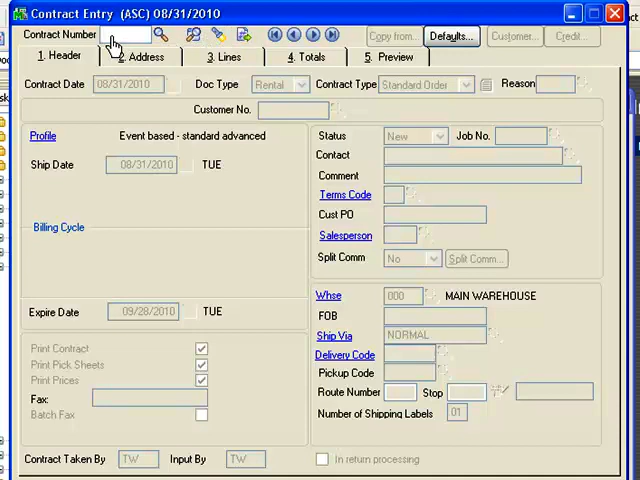 Contract Entry (ASC) 08/31/2010
Contract Number
Copy from... Defaults... Customer... Credit...
1. Header 2. Address 3. Lines 4. Totals 5. Preview
Contract Date 08/31/2010 Doc Type Rental Contract Type Standard Order Reason
Customer No.
Profile Event based - standard advanced
Ship Date 08/31/2010 TUE
Billing Cycle
Expire Date 09/28/2010 TUE
Print Contract
Print Pick Sheets
Print Prices
Fax:
Batch Fax
Contract Taken By TW Input By TW
Status New Job No.
Contact
Comment
Terms Code
Cust PO
Salesperson
Split Comm No Split Comm...
Whse 000 MAIN WAREHOUSE
FOB
Ship Via NORMAL
Delivery Code
Pickup Code
Route Number Stop
Number of Shipping Labels 01
In return processing